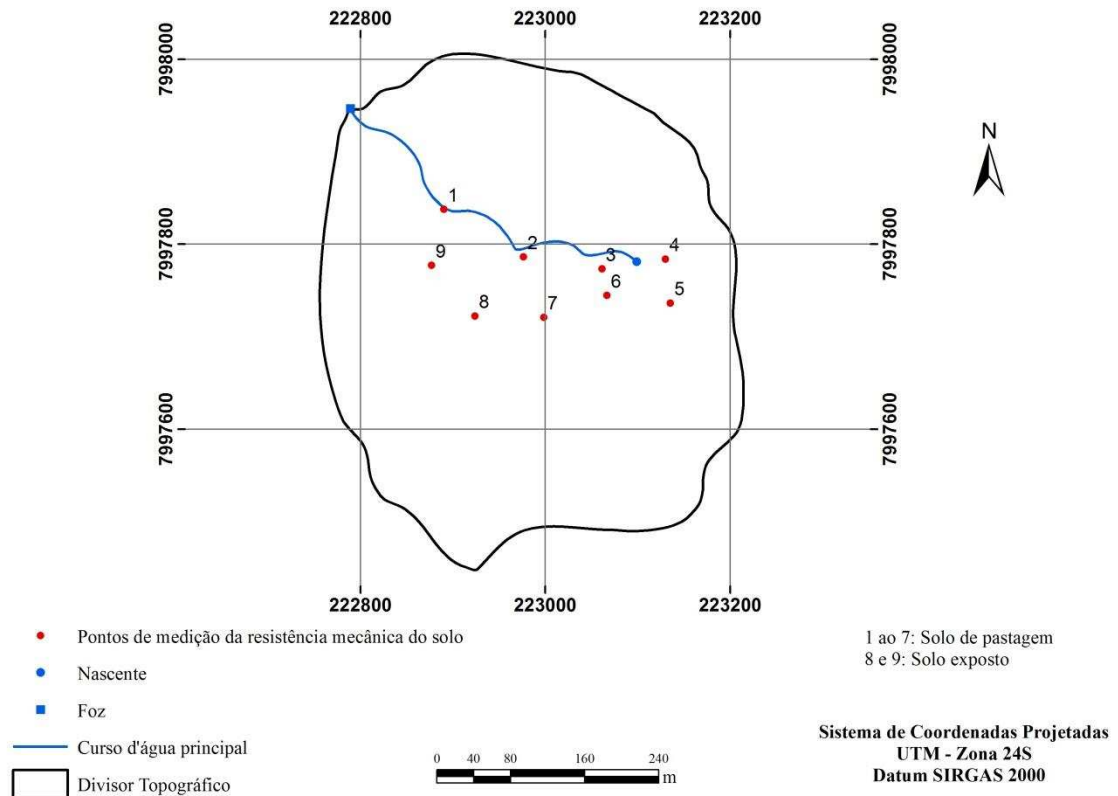 222800 223000 223200
7998000 7998000
N
1
7997800 7997800
2
3
4
9
6
5
8
7
7997600 7997600
222800 223000 223200
Pontos de medição da resistência mecânica do solo
Nascente
Foz
Curso d'água principal
Divisor Topográfico
0 40 80 160 240
m
1 ao 7: Solo de pastagem
8 e 9: Solo exposto
Sistema de Coordenadas Projetadas
UTM - Zona 24S
Datum SIRGAS 2000